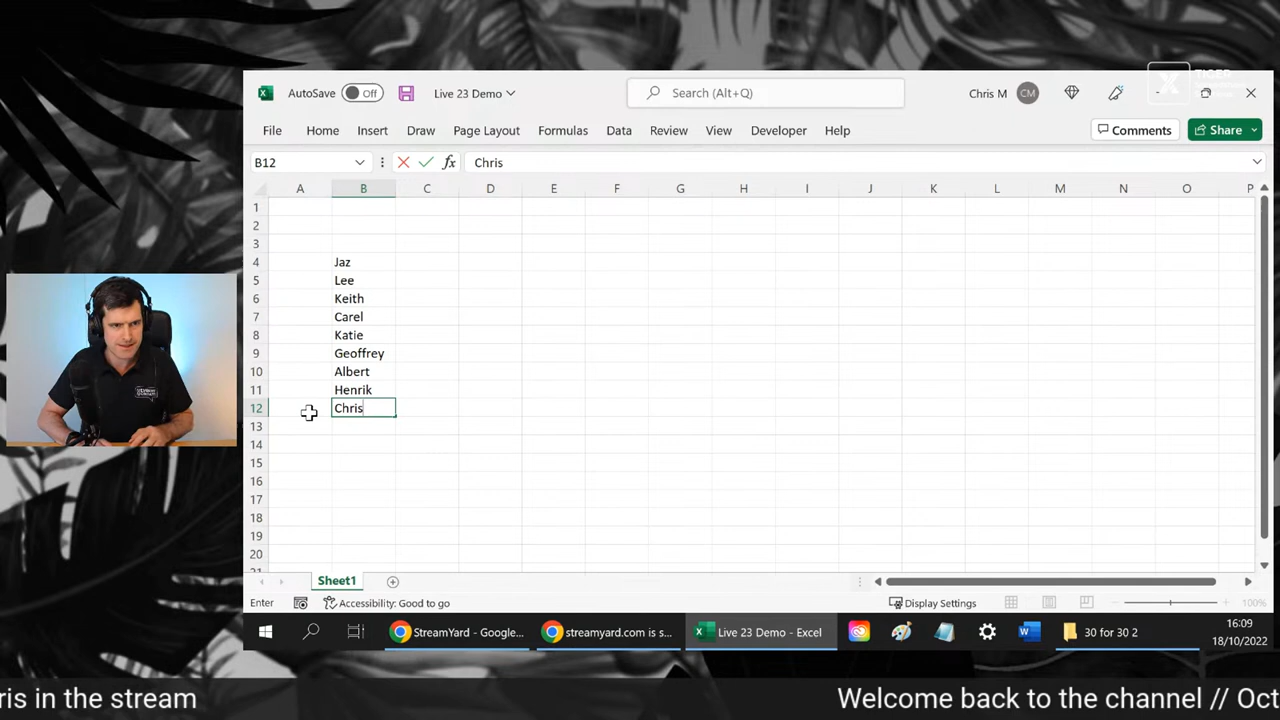 AutoSave Off Live 23 Demo Search (Alt+Q) Chris M CM
TIGER
File Home Insert Draw Page Layout Formulas Data Review View Developer Help Comments Share
B12 fx Chris
A B C D E F G H I J K L M N O P
1
2
3
4 Jaz
5 Lee
6 Keith
7 Carel
8 Katie
9 Geoffrey
10 Albert
11 Henrik
12 Chris
13
14
15
16
17
18
19
20
Sheet1
Enter Accessibility: Good to go Display Settings 100%
StreamYard - Google... streamyard.com is s... Live 23 Demo - Excel 30 for 30 2 16:09
18/10/2022
ris in the stream Welcome back to the channel // Oct